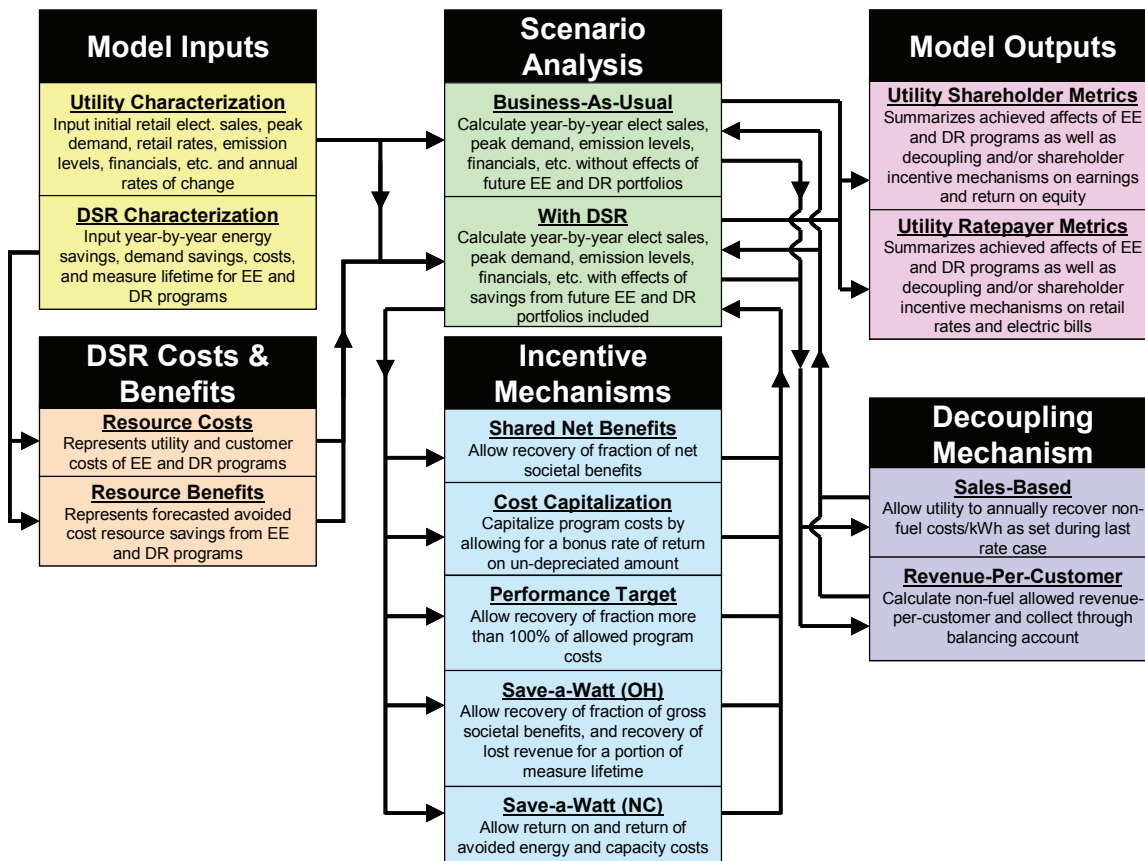 Model Inputs
Utility Characterization
Input initial retail elect. sales, peak
demand, retail rates, emission
levels, financials, etc. and annual
rates of change
DSR Characterization
Input year-by-year energy
savings, demand savings, costs,
and measure lifetime for EE and
DR programs
DSR Costs &
Benefits
Resource Costs
Represents utility and customer
costs of EE and DR programs
Resource Benefits
Represents forecasted avoided
cost resource savings from EE
and DR programs
Scenario
Analysis
Business-As-Usual
Calculate year-by-year elect sales,
peak demand, emission levels,
financials, etc. without effects of
future EE and DR portfolios
With DSR
Calculate year-by-year elect sales,
peak demand, emission levels,
financials, etc. with effects of
savings from future EE and DR
portfolios included
Incentive
Mechanisms
Shared Net Benefits
Allow recovery of fraction of net
societal benefits
Cost Capitalization
Capitalize program costs by
allowing for a bonus rate of return
on un-depreciated amount
Performance Target
Allow recovery of fraction more
than 100% of allowed program
costs
Save-a-Watt (OH)
Allow recovery of fraction of gross
societal benefits, and recovery of
lost revenue for a portion of
measure lifetime
Save-a-Watt (NC)
Allow return on and return of
avoided energy and capacity costs
Model Outputs
Utility Shareholder Metrics
Summarizes achieved affects of EE
and DR programs as well as
decoupling and/or shareholder
incentive mechanisms on earnings
and return on equity
Utility Ratepayer Metrics
Summarizes achieved affects of EE
and DR programs as well as
decoupling and/or shareholder
incentive mechanisms on retail
rates and electric bills
Decoupling
Mechanism
Sales-Based
Allow utility to annually recover non-
fuel costs/kWh as set during last
rate case
Revenue-Per-Customer
Calculate non-fuel allowed revenue-
per-customer and collect through
balancing account